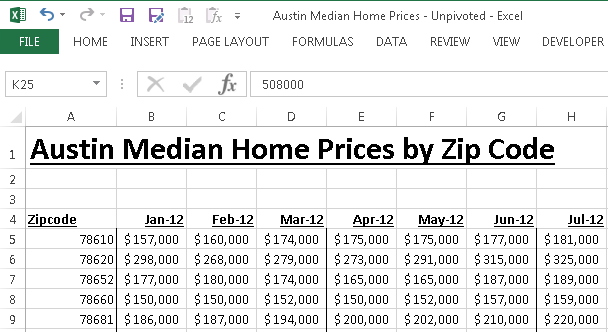 Austin Median Home Prices - Unpivoted - Excel
FILE HOME INSERT PAGE LAYOUT FORMULAS DATA REVIEW VIEW DEVELOPER
K25 fx 508000
A B C D E F G H
1 Austin Median Home Prices by Zip Code
2
3
4 Zipcode Jan-12 Feb-12 Mar-12 Apr-12 May-12 Jun-12 Jul-12
5 78610 $157,000 $160,000 $174,000 $175,000 $175,000 $177,000 $181,000
6 78620 $298,000 $268,000 $279,000 $273,000 $291,000 $315,000 $325,000
7 78652 $177,000 $180,000 $174,000 $165,000 $165,000 $187,000 $189,000
8 78660 $150,000 $150,000 $152,000 $150,000 $152,000 $157,000 $159,000
9 78681 $186,000 $187,000 $194,000 $200,000 $202,000 $210,000 $220,000